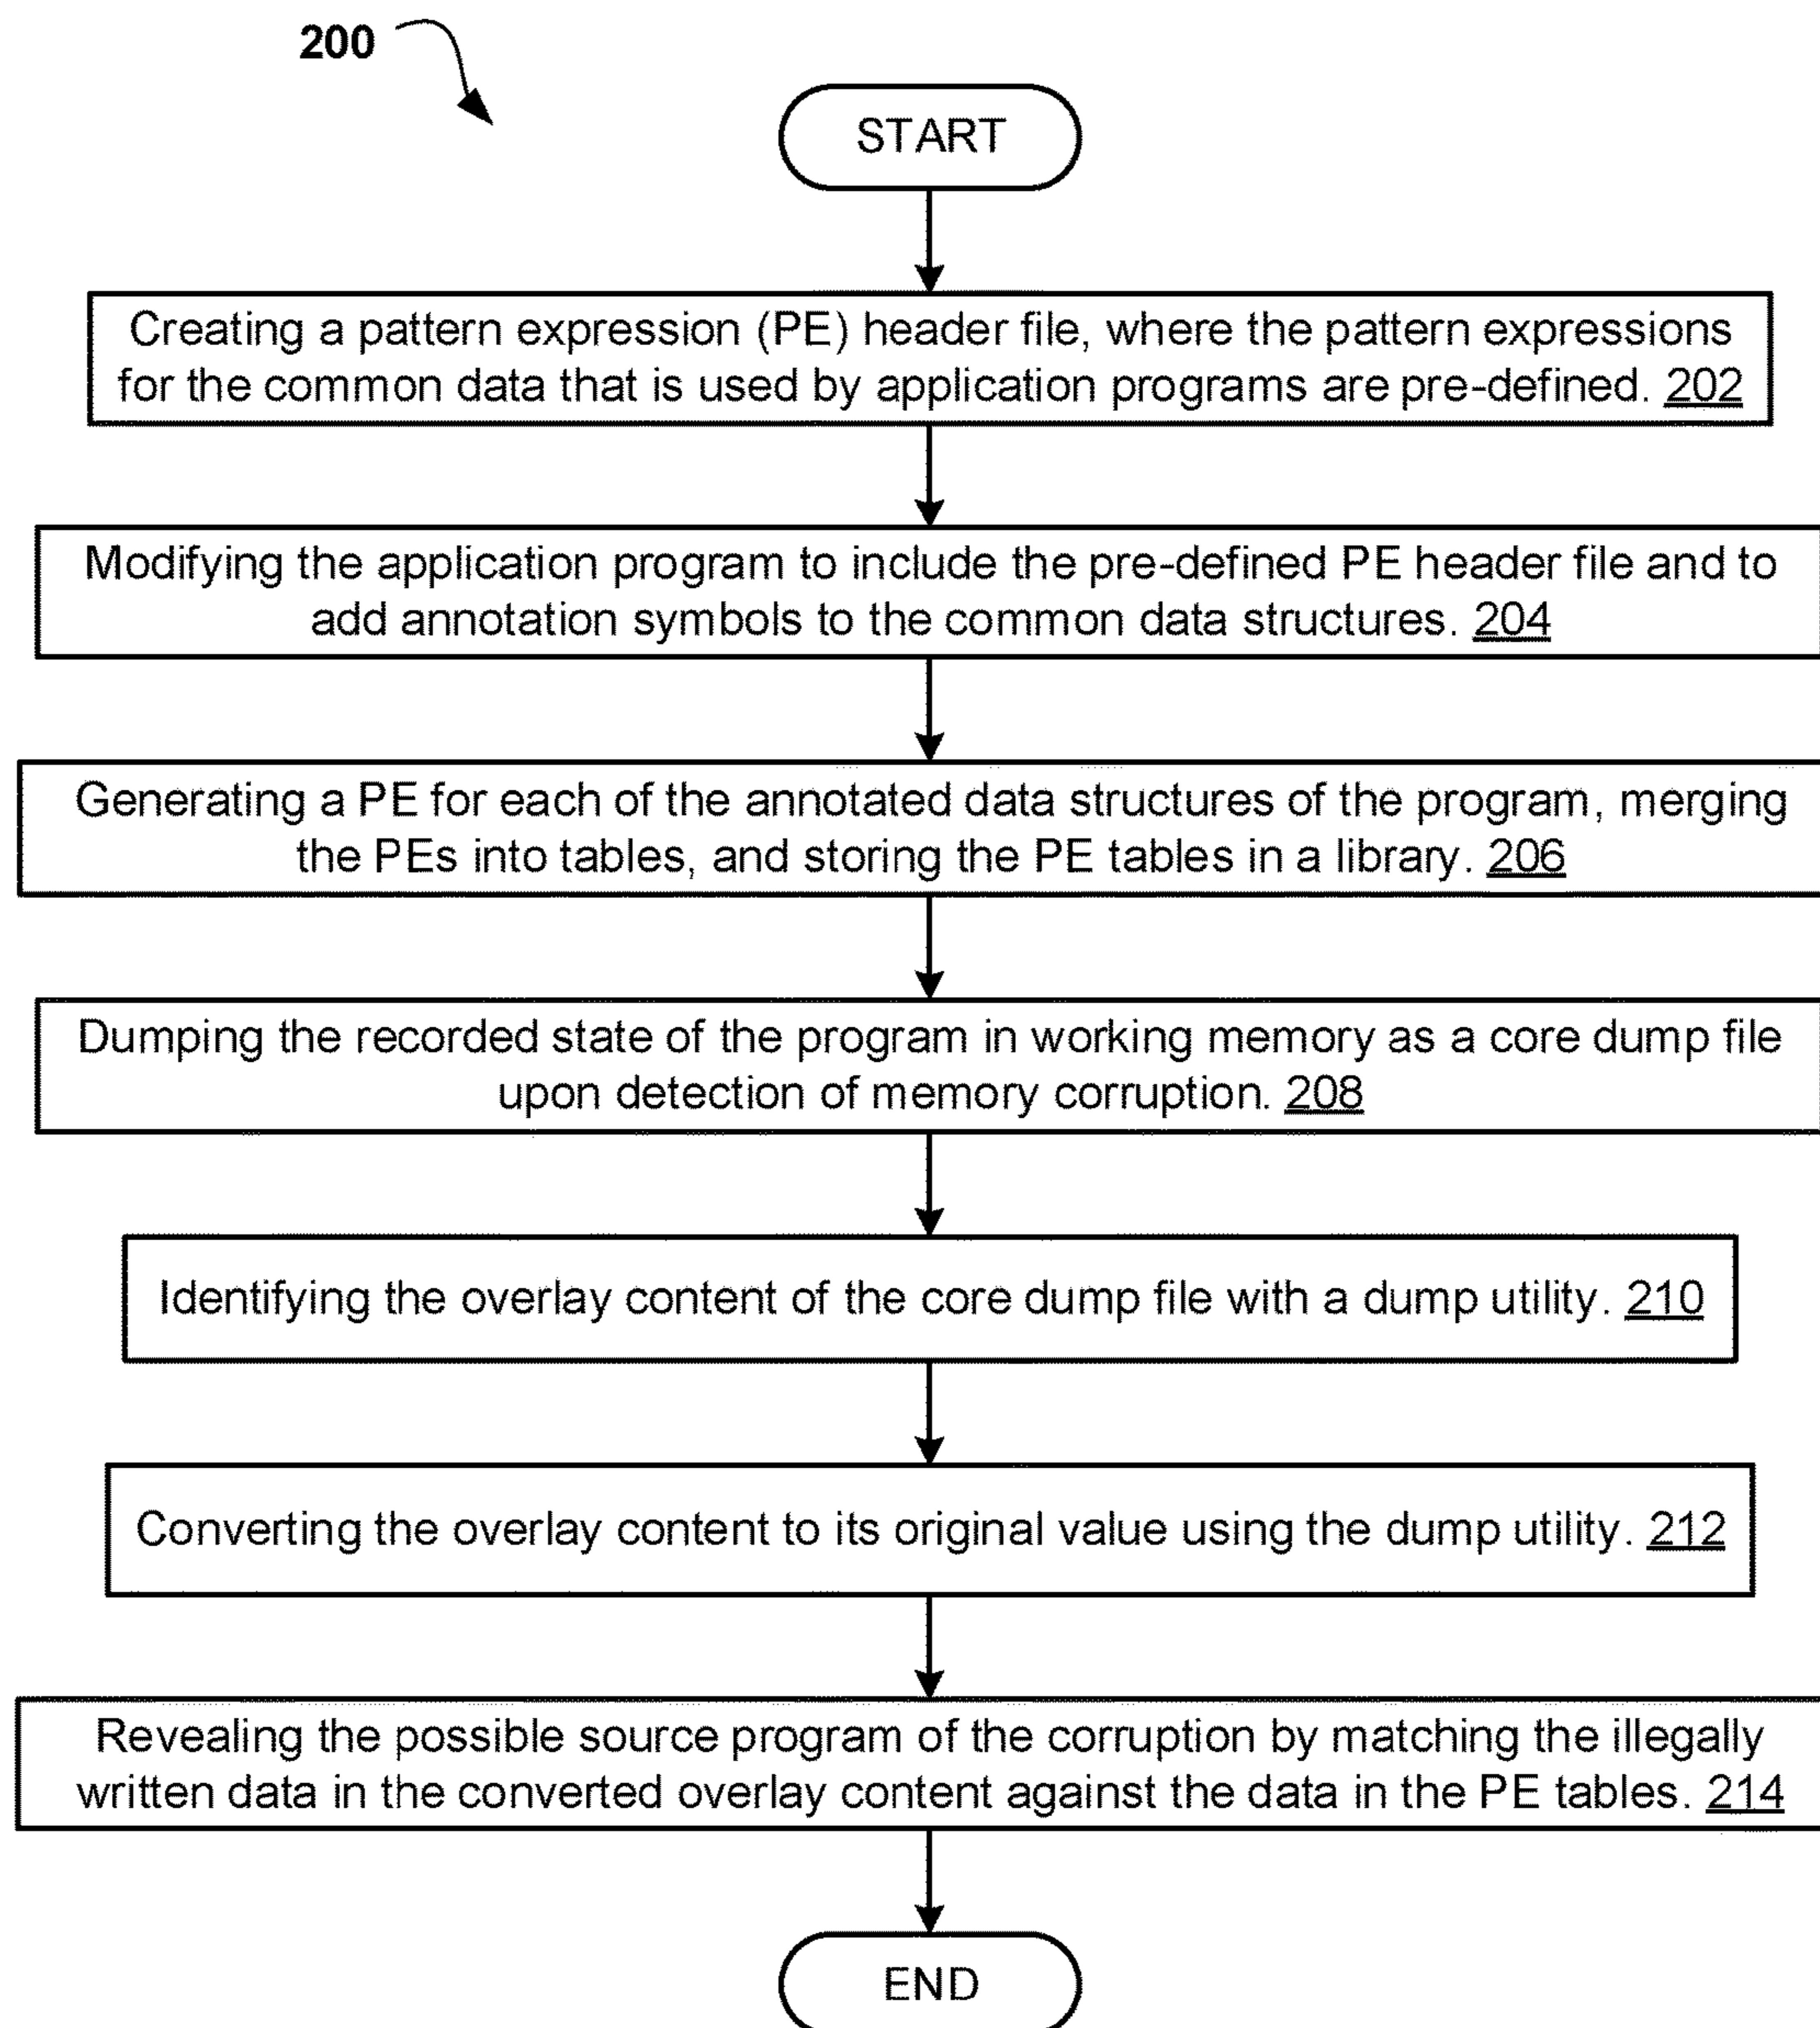 200
START
Creating a pattern expression (PE) header file, where the pattern expressions
for the common data that is used by application programs are pre-defined. 202
Modifying the application program to include the pre-defined PE header file and to
add annotation symbols to the common data structures. 204
Generating a PE for each of the annotated data structures of the program, merging
the PEs into tables, and storing the PE tables in a library. 206
Dumping the recorded state of the program in working memory as a core dump file
upon detection of memory corruption. 208
Identifying the overlay content of the core dump file with a dump utility. 210
Converting the overlay content to its original value using the dump utility. 212
Revealing the possible source program of the corruption by matching the illegally
written data in the converted overlay content against the data in the PE tables. 214
END